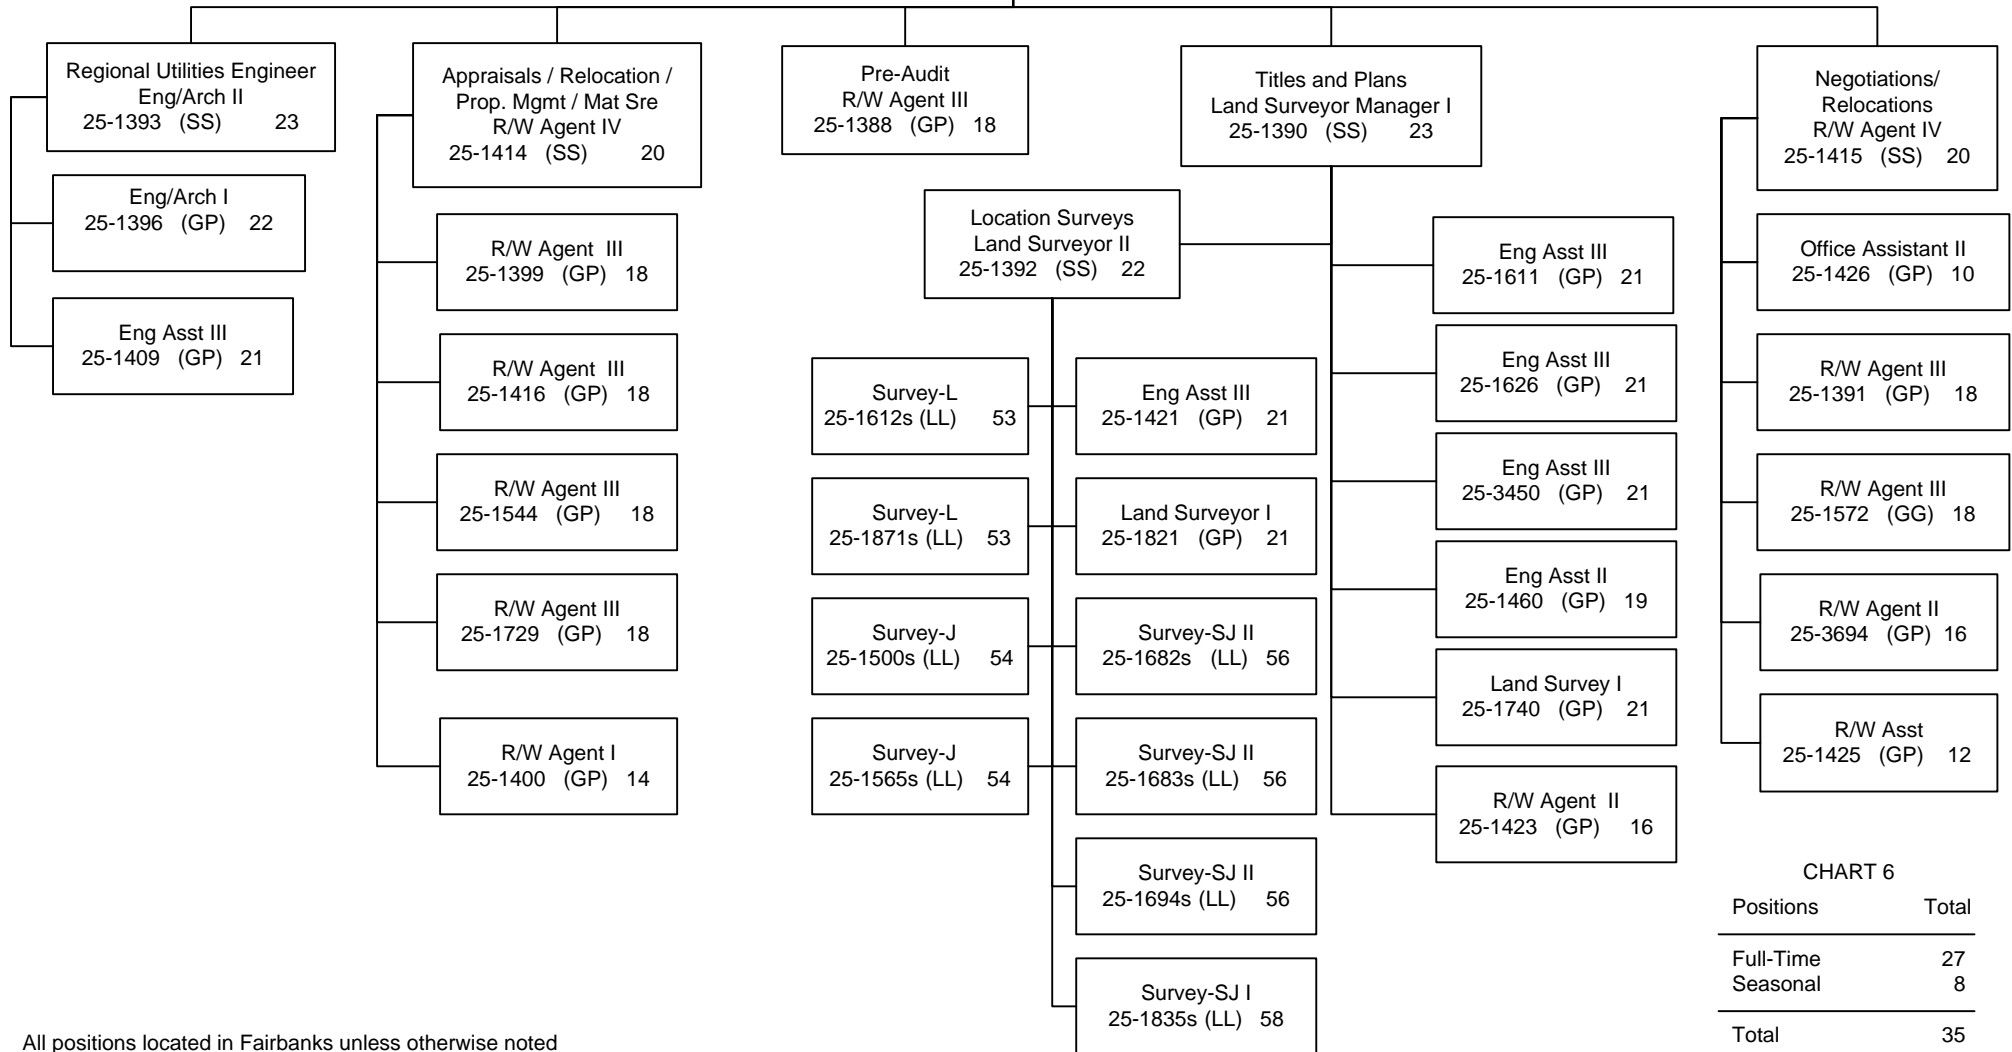 Regional Utilities Engineer
Eng/Arch II
25-1393 (SS) 23
Eng/Arch I
25-1396 (GP) 22
Eng Asst III
25-1409 (GP) 21
Appraisals / Relocation /
Prop. Mgmt / Mat Sre
R/W Agent IV
25-1414 (SS) 20
R/W Agent III
25-1399 (GP) 18
R/W Agent III
25-1416 (GP) 18
R/W Agent III
25-1544 (GP) 18
R/W Agent III
25-1729 (GP) 18
R/W Agent I
25-1400 (GP) 14
Pre-Audit
R/W Agent III
25-1388 (GP) 18
Titles and Plans
Land Surveyor Manager I
25-1390 (SS) 23
Location Surveys
Land Surveyor II
25-1392 (SS) 22
Survey-L
25-1612s (LL) 53
Survey-L
25-1871s (LL) 53
Survey-J
25-1500s (LL) 54
Survey-J
25-1565s (LL) 54
Eng Asst III
25-1421 (GP) 21
Land Surveyor I
25-1821 (GP) 21
Survey-SJ II
25-1682s (LL) 56
Survey-SJ II
25-1683s (LL) 56
Survey-SJ II
25-1694s (LL) 56
Survey-SJ I
25-1835s (LL) 58
Eng Asst III
25-1611 (GP) 21
Eng Asst III
25-1626 (GP) 21
Eng Asst III
25-3450 (GP) 21
Eng Asst II
25-1460 (GP) 19
Land Survey I
25-1740 (GP) 21
R/W Agent II
25-1423 (GP) 16
Negotiations/
Relocations
R/W Agent IV
25-1415 (SS) 20
Office Assistant II
25-1426 (GP) 10
R/W Agent III
25-1391 (GP) 18
R/W Agent III
25-1572 (GG) 18
R/W Agent II
25-3694 (GP) 16
R/W Asst
25-1425 (GP) 12
CHART 6
Positions Total
Full-Time 27
Seasonal 8
Total 35
All positions located in Fairbanks unless otherwise noted